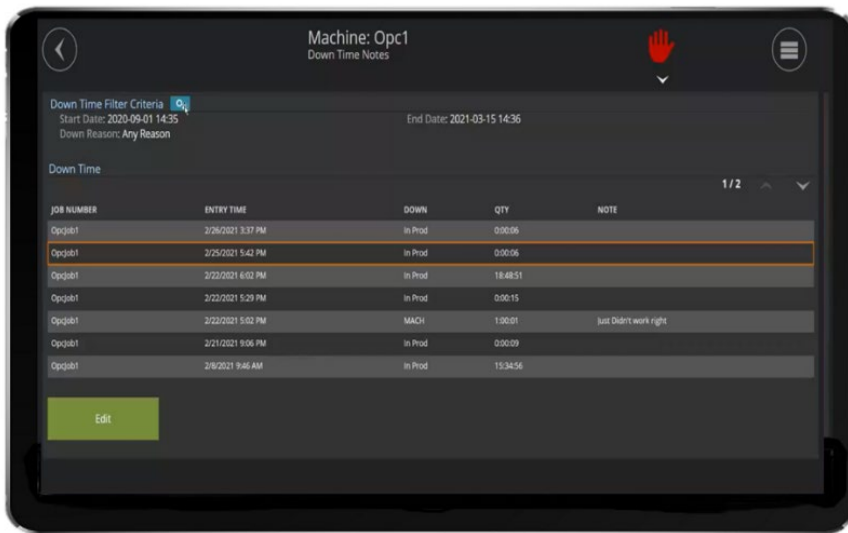 Machine: Opc1
Down Time Notes
Down Time Filter Criteria
Start Date: 2020-09-01 14:35 End Date: 2021-03-15 14:36
Down Reason: Any Reason
Down Time
1 / 2
JOB NUMBER ENTRY TIME DOWN QTY NOTE
OpcJob1 2/26/2021 3:37 PM In Prod 0:00:06
OpcJob1 2/25/2021 5:42 PM In Prod 0:00:06
OpcJob1 2/22/2021 6:02 PM In Prod 18:48:51
OpcJob1 2/22/2021 5:29 PM In Prod 0:00:15
OpcJob1 2/22/2021 5:02 PM MACH 1:00:01 Just Didn't work right
OpcJob1 2/21/2021 9:06 PM In Prod 0:00:09
OpcJob1 2/8/2021 9:46 AM In Prod 15:34:56
Edit